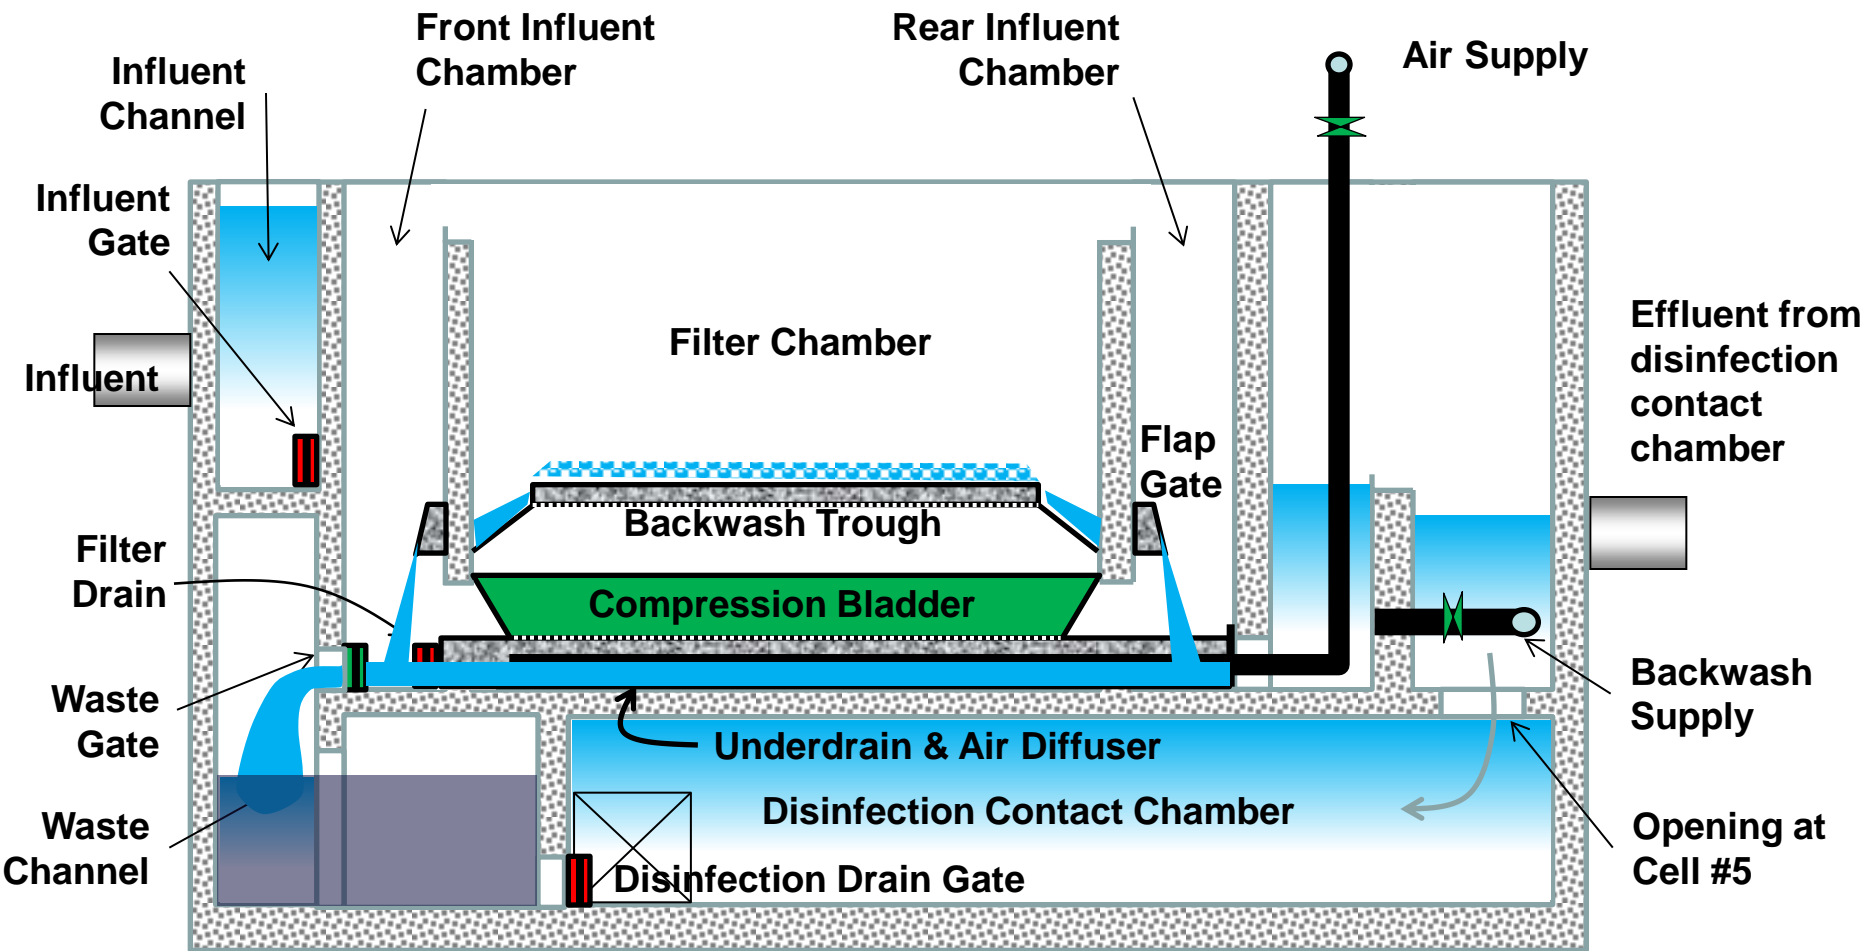 Front Influent
Chamber
Rear Influent
Chamber
Air Supply
Influent
Channel
Influent
Gate
Influent
Filter Chamber
Effluent from
disinfection
contact
chamber
Flap
Gate
Backwash Trough
Filter
Drain
Compression Bladder
Waste
Gate
Backwash
Supply
Underdrain & Air Diffuser
Disinfection Contact Chamber
Waste
Channel
Opening at
Cell #5
Disinfection Drain Gate